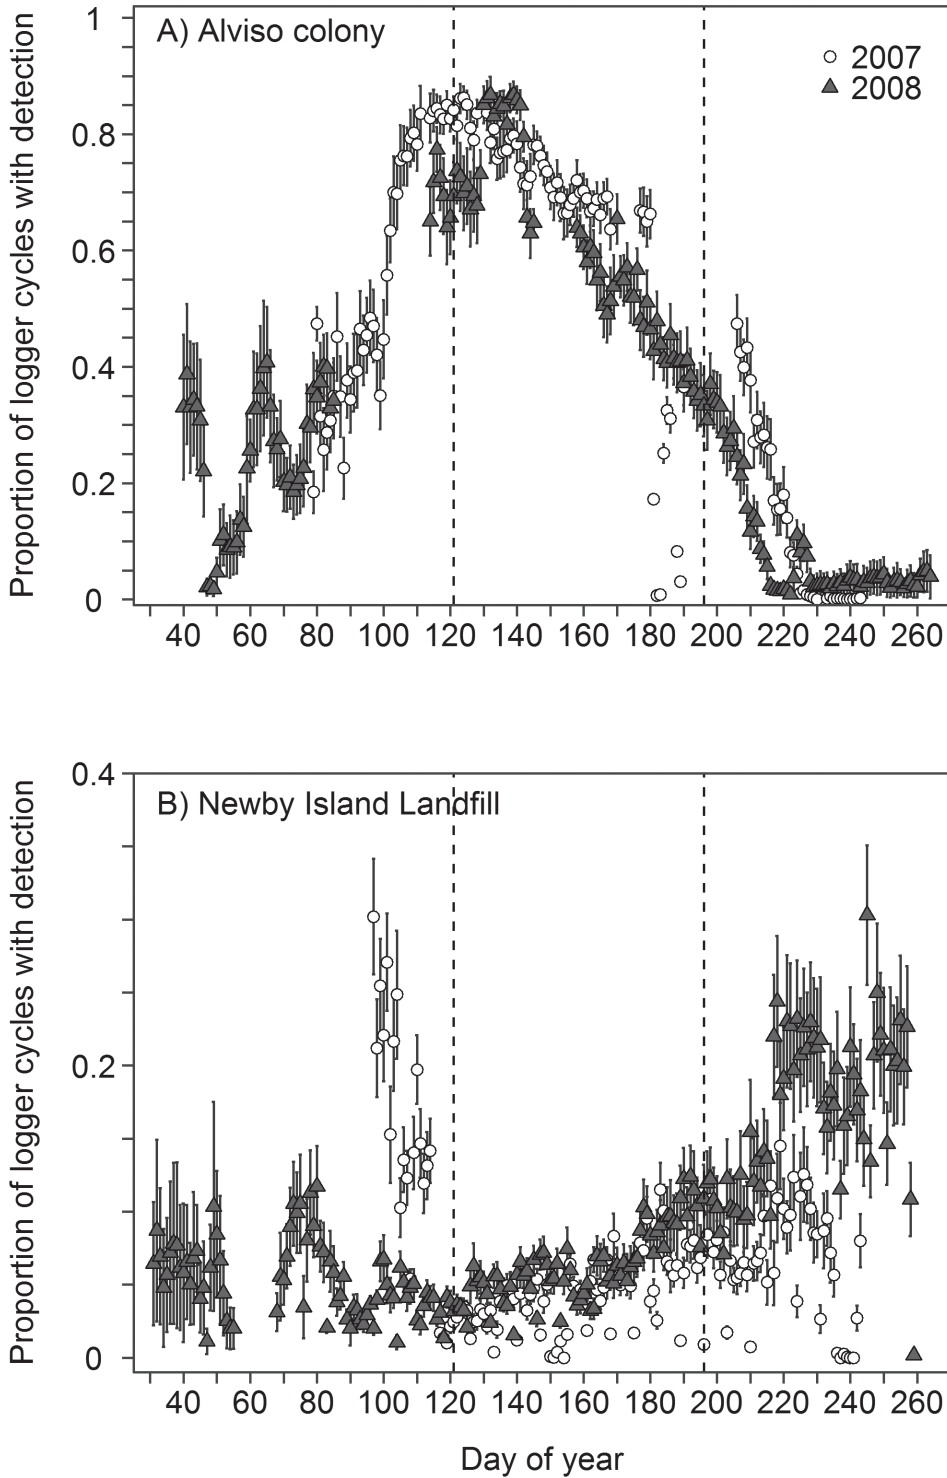 A) Alviso colony
2007
2008
Proportion of logger cycles with detection
1
0.8
0.6
0.4
0.2
0
40 60 80 100 120 140 160 180 200 220 240 260
B) Newby Island Landfill
Proportion of logger cycles with detection
0.4
0.2
0
40 60 80 100 120 140 160 180 200 220 240 260
Day of year